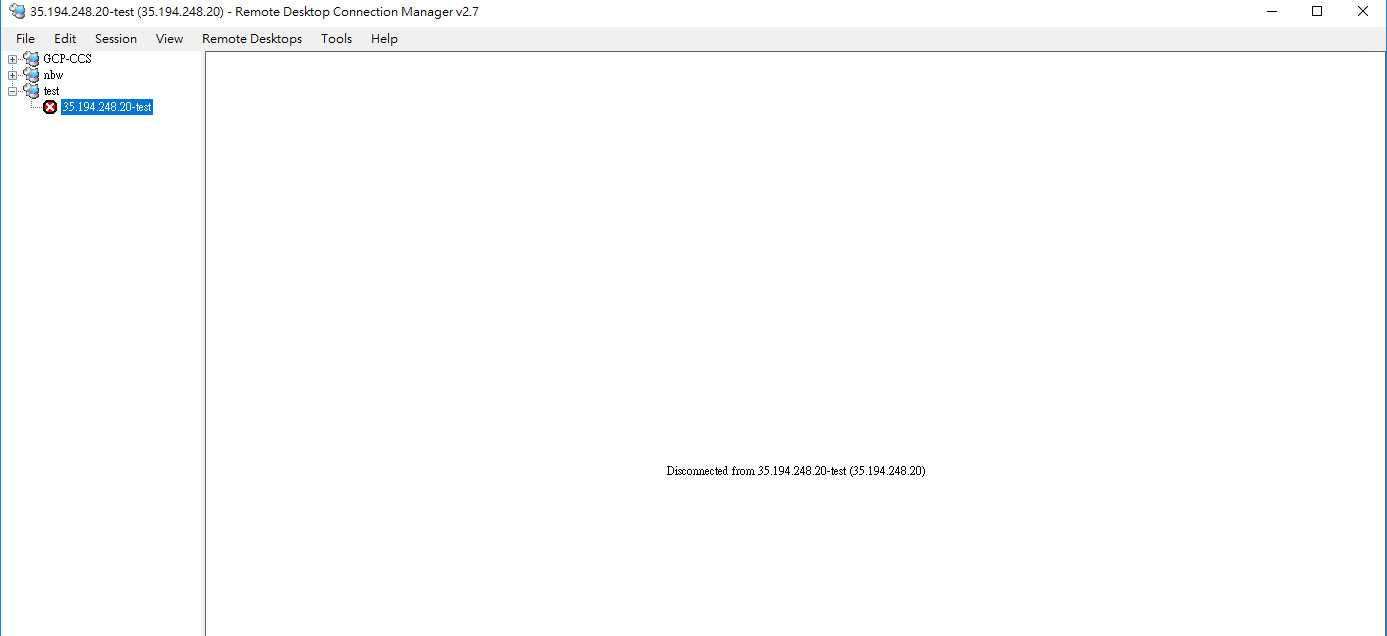 35.194.248.20-test (35.194.248.20) - Remote Desktop Connection Manager v2.7
File Edit Session View Remote Desktops Tools Help
GCP-CCS
nbw
test
35.194.248.20-test
Disconnected from 35.194.248.20-test (35.194.248.20)